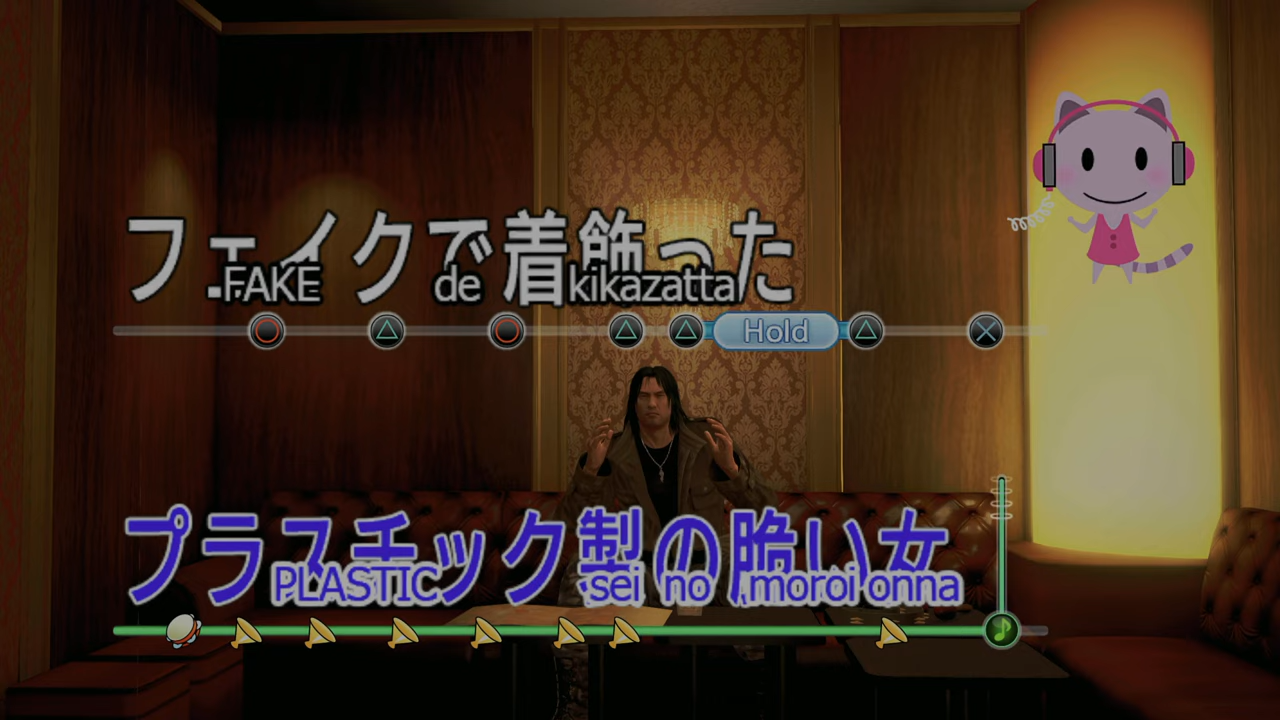 フェイクで着飾った
FAKE de kikazatta
Hold
プラスチック製の脆い女
PLASTIC sei no moroi onna